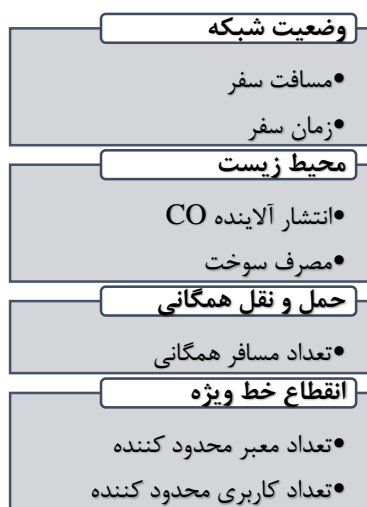 وضعیت شبکه
•مسافت سفر
•زمان سفر
محیط زیست
•انتشار آلاینده CO
•مصرف سوخت
حمل و نقل همگانی
•تعداد مسافر همگانی
انقطاع خط ویژه
•تعداد معبر محدود کننده
•تعداد کاربری محدود کننده